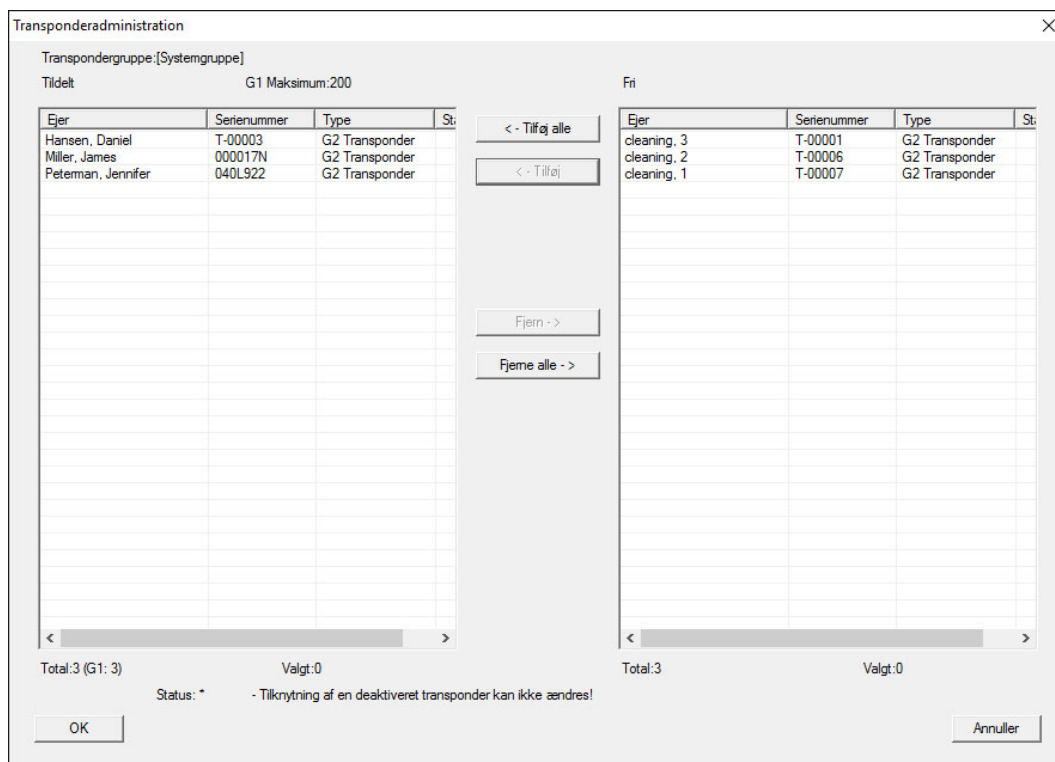 Transponderadministration
Transpondergruppe:[Systemgruppe]
Tildelt G1 Maksimum:200 Fri
Ejer Serienummer Type Sta Ejer Serienummer Type Sta
Hansen, Daniel T-00003 G2 Transponder cleaning, 3 T-00001 G2 Transponder
Miller, James 000017N G2 Transponder cleaning, 2 T-00006 G2 Transponder
Peterman, Jennifer 040L922 G2 Transponder cleaning, 1 T-00007 G2 Transponder
< - Tilføj alle
< - Tilføj
Fjern - >
Fjerne alle - >
Total:3 (G1: 3) Valgt:0 Total:3 Valgt:0
Status: * - Tilknytning af en deaktiveret transponder kan ikke ændres!
OK Annuller